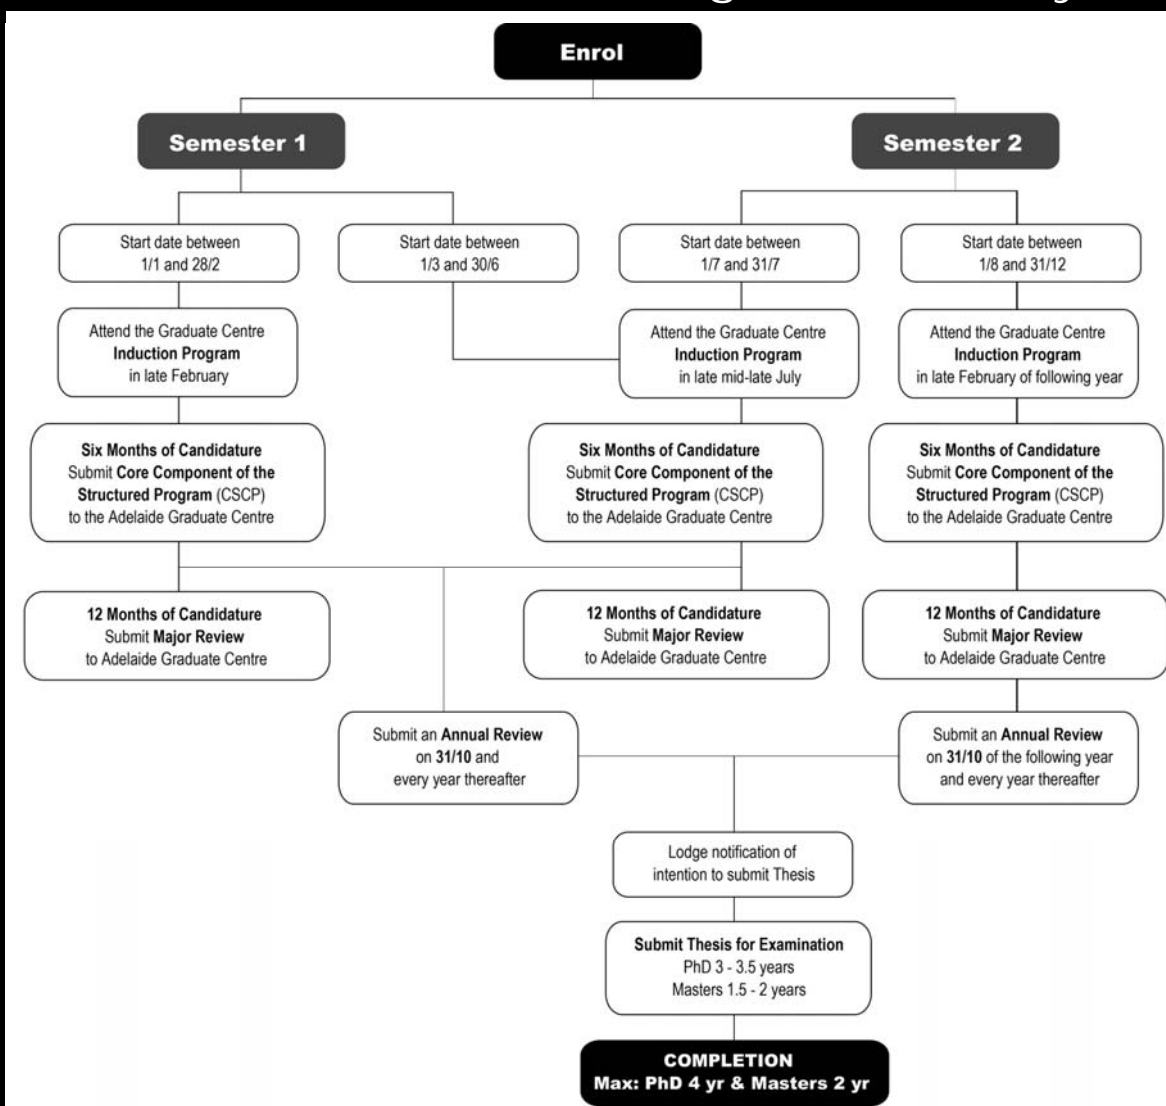 Enrol
Semester 1
Semester 2
Start date between
1/1 and 28/2
Start date between
1/3 and 30/6
Start date between
1/7 and 31/7
Start date between
1/8 and 31/12
Attend the Graduate Centre
Induction Program
in late February
Attend the Graduate Centre
Induction Program
in late mid-late July
Attend the Graduate Centre
Induction Program
in late February of following year
Six Months of Candidature
Submit Core Component of the
Structured Program (CSCP)
to the Adelaide Graduate Centre
Six Months of Candidature
Submit Core Component of the
Structured Program (CSCP)
to the Adelaide Graduate Centre
Six Months of Candidature
Submit Core Component of the
Structured Program (CSCP)
to the Adelaide Graduate Centre
12 Months of Candidature
Submit Major Review
to Adelaide Graduate Centre
12 Months of Candidature
Submit Major Review
to Adelaide Graduate Centre
12 Months of Candidature
Submit Major Review
to Adelaide Graduate Centre
Submit an Annual Review
on 31/10 and
every year thereafter
Submit an Annual Review
on 31/10 of the following year
and every year thereafter
Lodge notification of
intention to submit Thesis
Submit Thesis for Examination
PhD 3 - 3.5 years
Masters 1.5 - 2 years
COMPLETION
Max: PhD 4 yr & Masters 2 yr